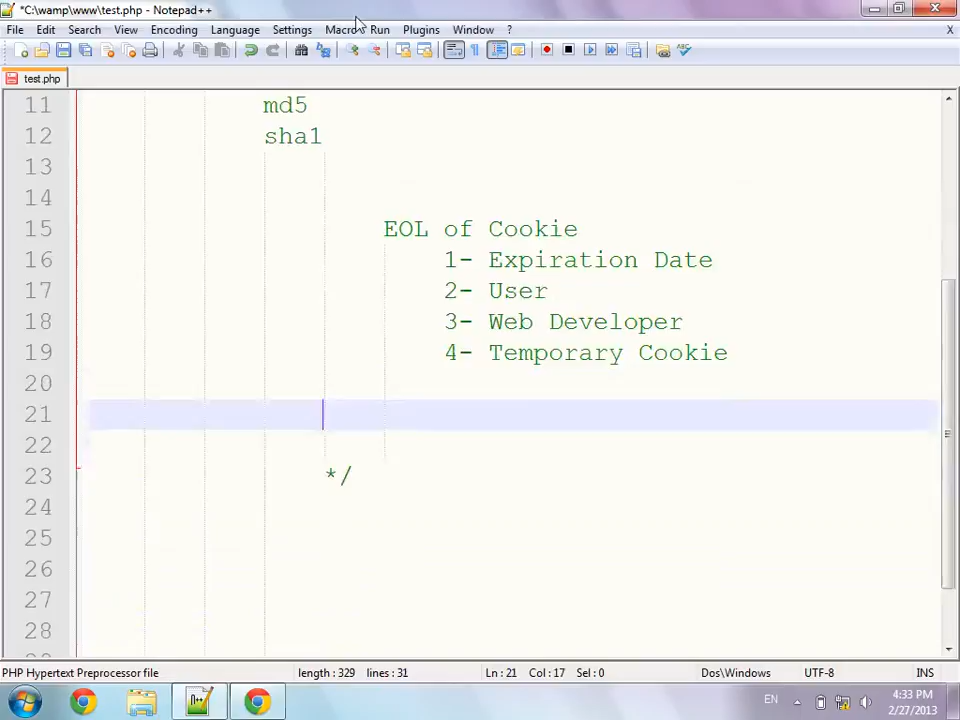 *C:\wamp\www\test.php - Notepad++
File Edit Search View Encoding Language Settings Macro Run Plugins Window ? X
test.php
11 md5
12 sha1
13
14
15 EOL of Cookie
16 1- Expiration Date
17 2- User
18 3- Web Developer
19 4- Temporary Cookie
20
21
22
23 */
24
25
26
27
28
PHP Hypertext Preprocessor file length : 329 lines : 31 Ln : 21 Col : 17 Sel : 0 Dos\Windows UTF-8 INS
EN 4:33 PM
2/27/2013